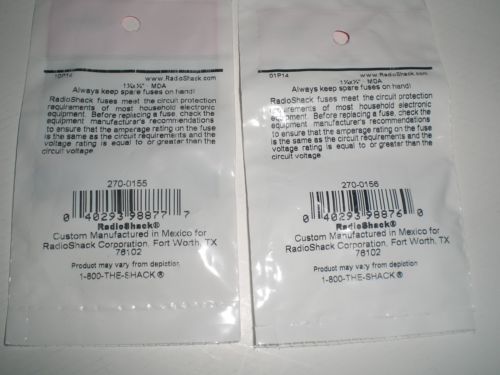 10P14
www.RadioShack.com
1¼x¼" MDA
Always keep spare fuses on hand!
RadioShack fuses meet the circuit protection
requirements of most household electronic
equipment. Before replacing a fuse, check the
equipment manufacturer's recommendations
to ensure that the amperage rating on the fuse
is the same as the circuit requirements and the
voltage rating is equal to or greater than the
circuit voltage
270-0155
0 40293 98877 7
RadioShack®
Custom Manufactured in Mexico for
RadioShack Corporation, Fort Worth, TX
76102
Product may vary from depiction.
1-800-THE-SHACK®
01P14
www.RadioShack.com
1¼x¼" MDA
Always keep spare fuses on hand!
RadioShack fuses meet the circuit protection
requirements of most household electronic
equipment. Before replacing a fuse, check the
equipment manufacturer's recommendations
to ensure that the amperage rating on the fuse
is the same as the circuit requirements and the
voltage rating is equal to or greater than the
circuit voltage
270-0156
0 40293 98876 0
RadioShack®
Custom Manufactured in Mexico for
RadioShack Corporation, Fort Worth, TX
76102
Product may vary from depiction.
1-800-THE-SHACK®